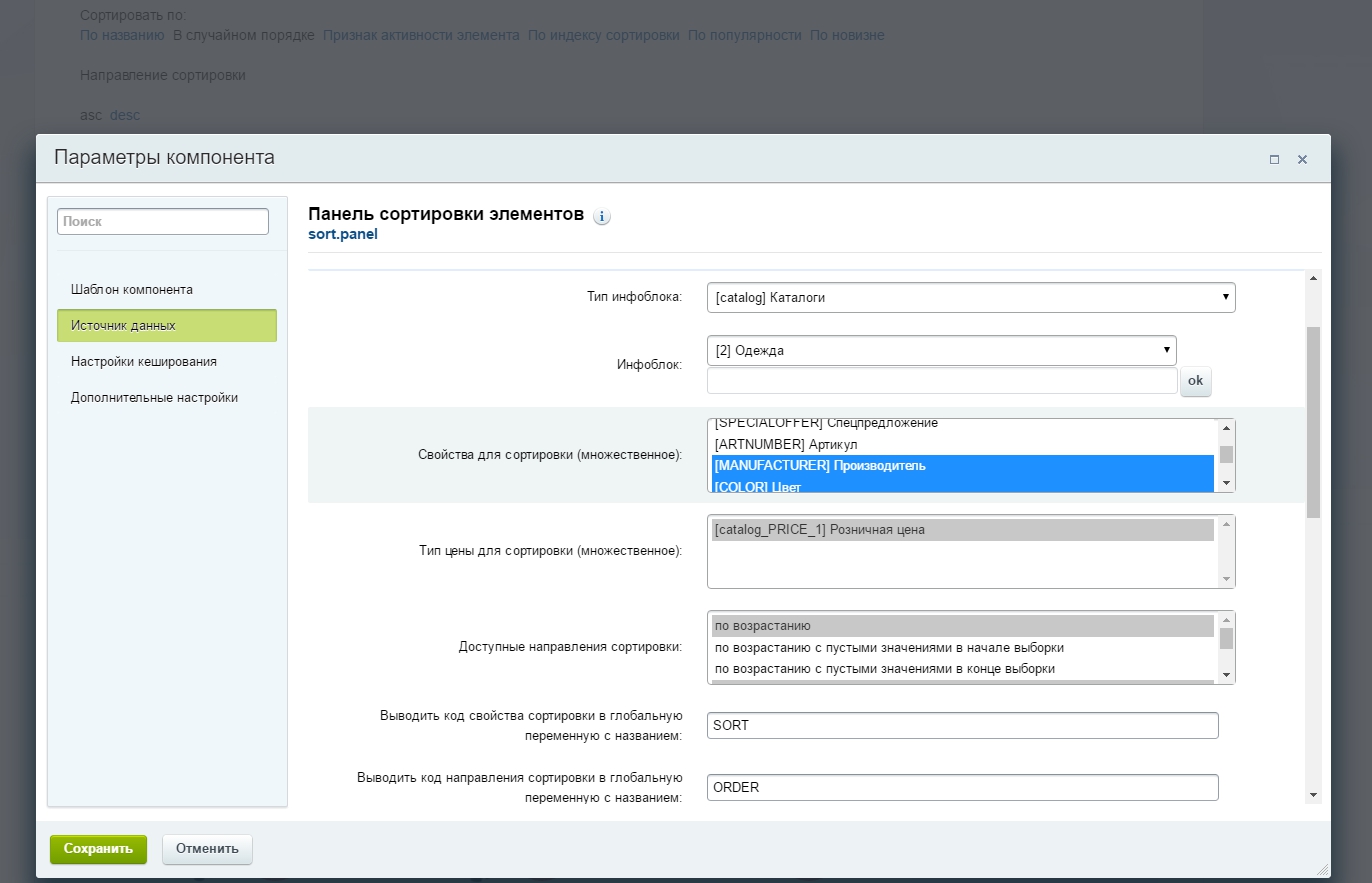 Сортировать по:
По названию В случайном порядке Признак активности элемента По индексу сортировки По популярности По новизне
Направление сортировки
asc desc
Параметры компонента
Поиск
Шаблон компонента
Источник данных
Настройки кеширования
Дополнительные настройки
Панель сортировки элементов
sort.panel
Тип инфоблока:
[catalog] Каталоги
Инфоблок:
[2] Одежда
ok
Свойства для сортировки (множественное):
[SPECIALOFFER] Спецпредложение
[ARTNUMBER] Артикул
[MANUFACTURER] Производитель
[COLOR] Цвет
Тип цены для сортировки (множественное):
[catalog_PRICE_1] Розничная цена
Доступные направления сортировки:
по возрастанию
по возрастанию с пустыми значениями в начале выборки
по возрастанию с пустыми значениями в конце выборки
Выводить код свойства сортировки в глобальную
переменную с названием:
SORT
Выводить код направления сортировки в глобальную
переменную с названием:
ORDER
Сохранить
Отменить